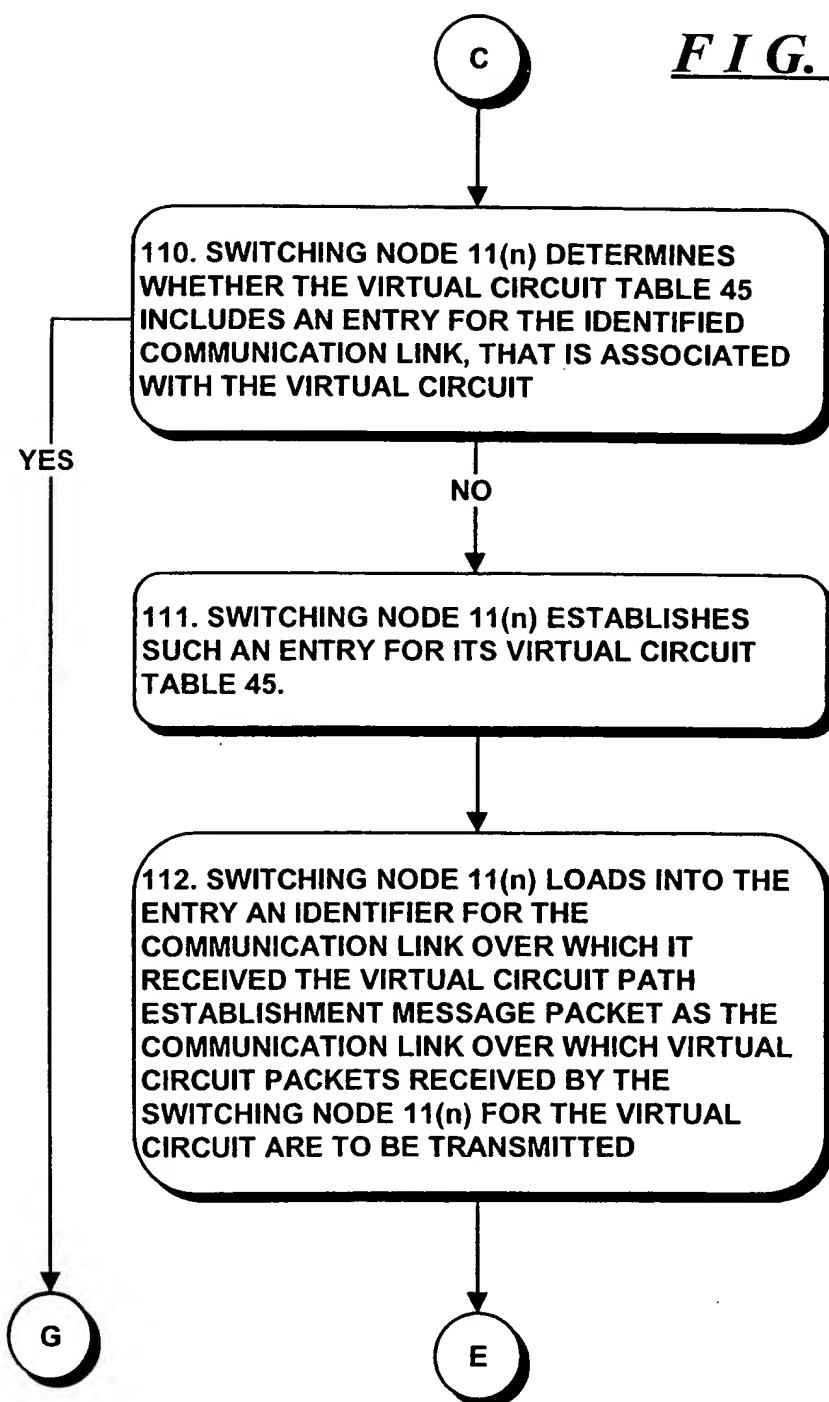 C
FIG.
110. SWITCHING NODE 11(n) DETERMINES
WHETHER THE VIRTUAL CIRCUIT TABLE 45
INCLUDES AN ENTRY FOR THE IDENTIFIED
COMMUNICATION LINK, THAT IS ASSOCIATED
WITH THE VIRTUAL CIRCUIT
YES
NO
111. SWITCHING NODE 11(n) ESTABLISHES
SUCH AN ENTRY FOR ITS VIRTUAL CIRCUIT
TABLE 45.
112. SWITCHING NODE 11(n) LOADS INTO THE
ENTRY AN IDENTIFIER FOR THE
COMMUNICATION LINK OVER WHICH IT
RECEIVED THE VIRTUAL CIRCUIT PATH
ESTABLISHMENT MESSAGE PACKET AS THE
COMMUNICATION LINK OVER WHICH VIRTUAL
CIRCUIT PACKETS RECEIVED BY THE
SWITCHING NODE 11(n) FOR THE VIRTUAL
CIRCUIT ARE TO BE TRANSMITTED
G
E